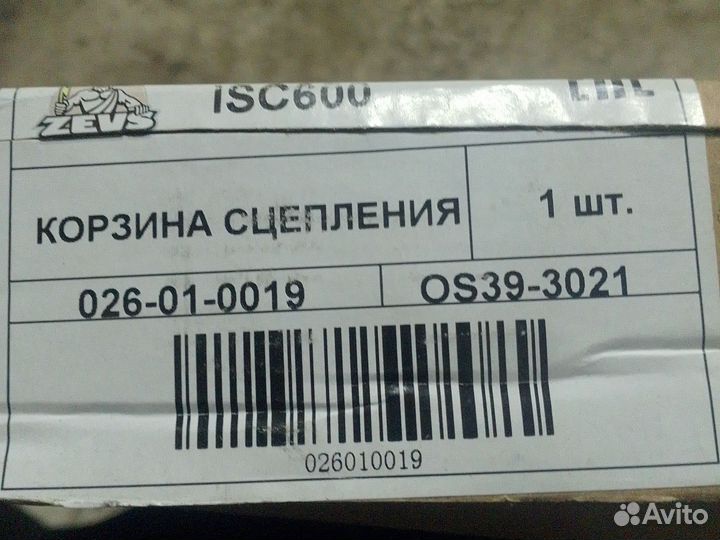 ZEVS
ISC600
КОРЗИНА СЦЕПЛЕНИЯ
1 шт.
026-01-0019
OS39-3021
026010019
Avito